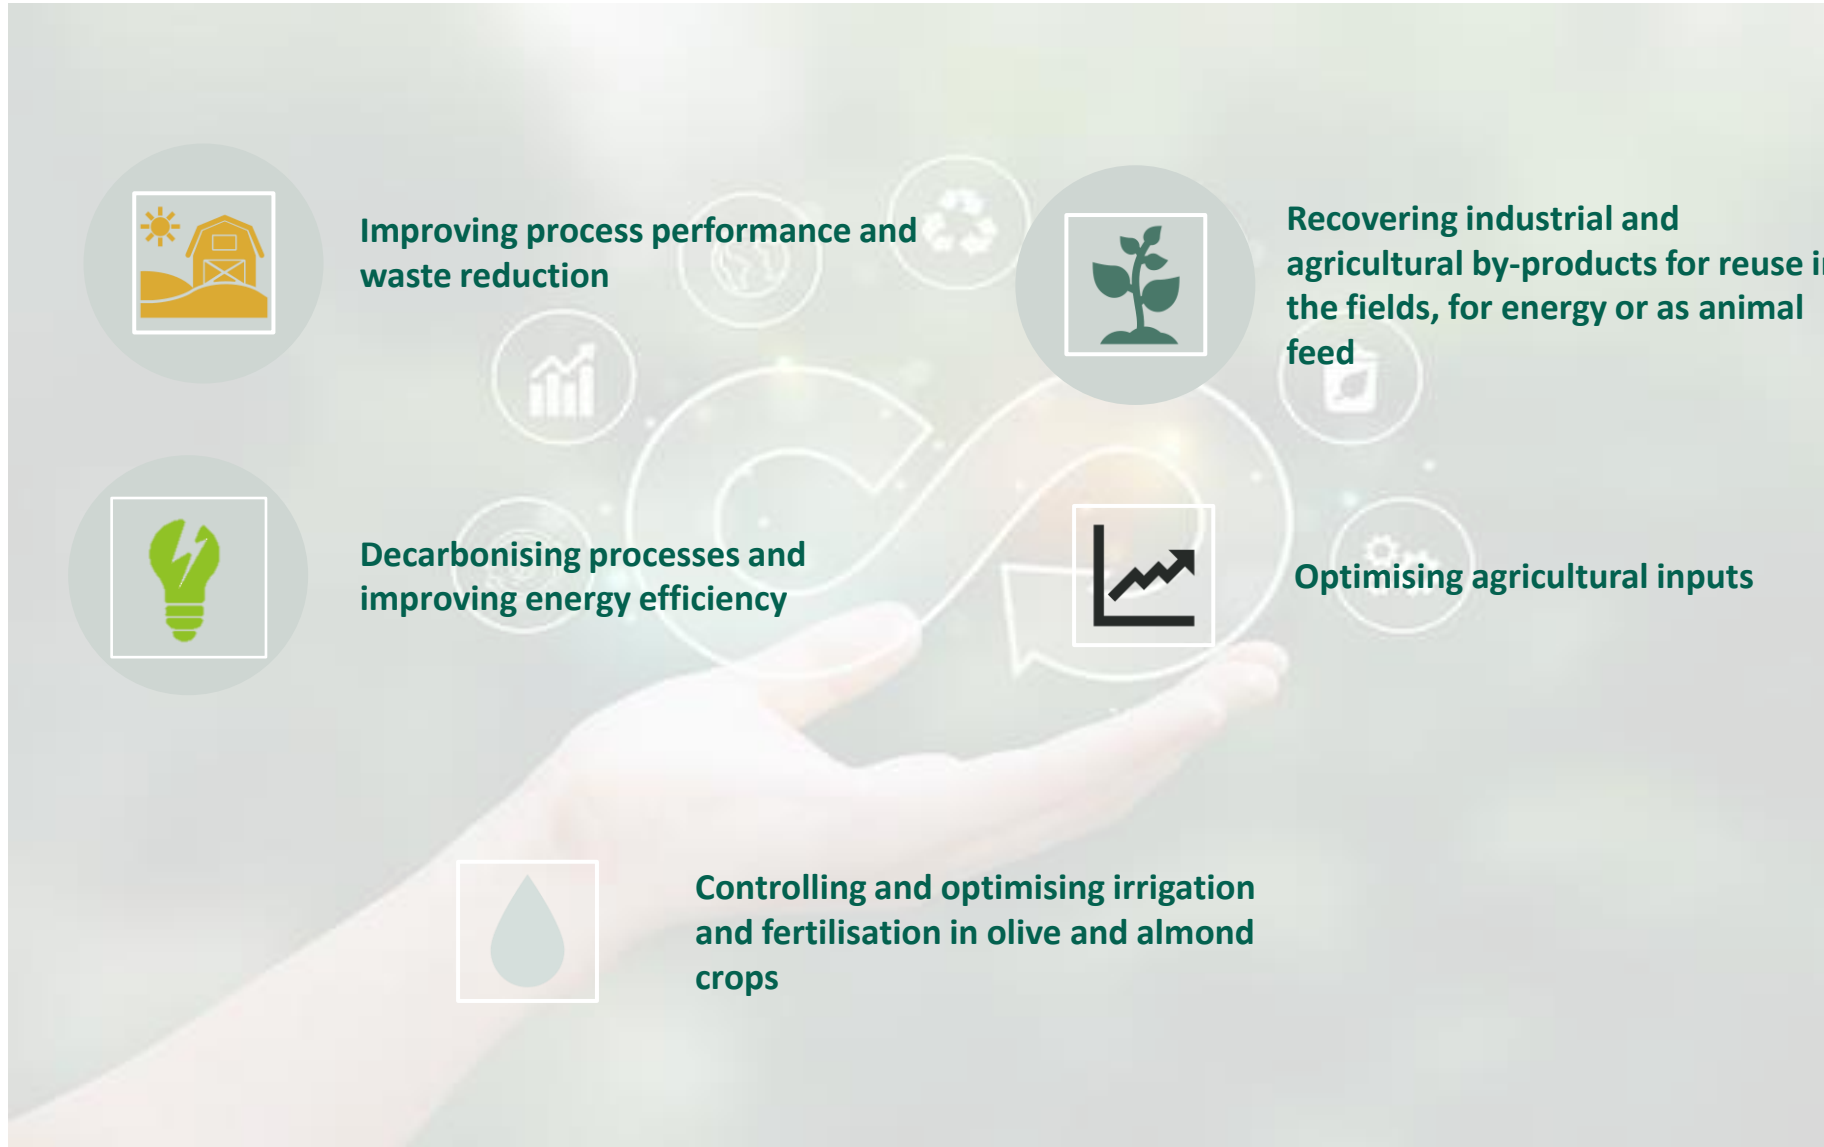 Improving process performance and
waste reduction
Recovering industrial and
agricultural by-products for reuse i
the fields, for energy or as animal
feed
Decarbonising processes and
improving energy efficiency
Optimising agricultural inputs
Controlling and optimising irrigation
and fertilisation in olive and almond
crops